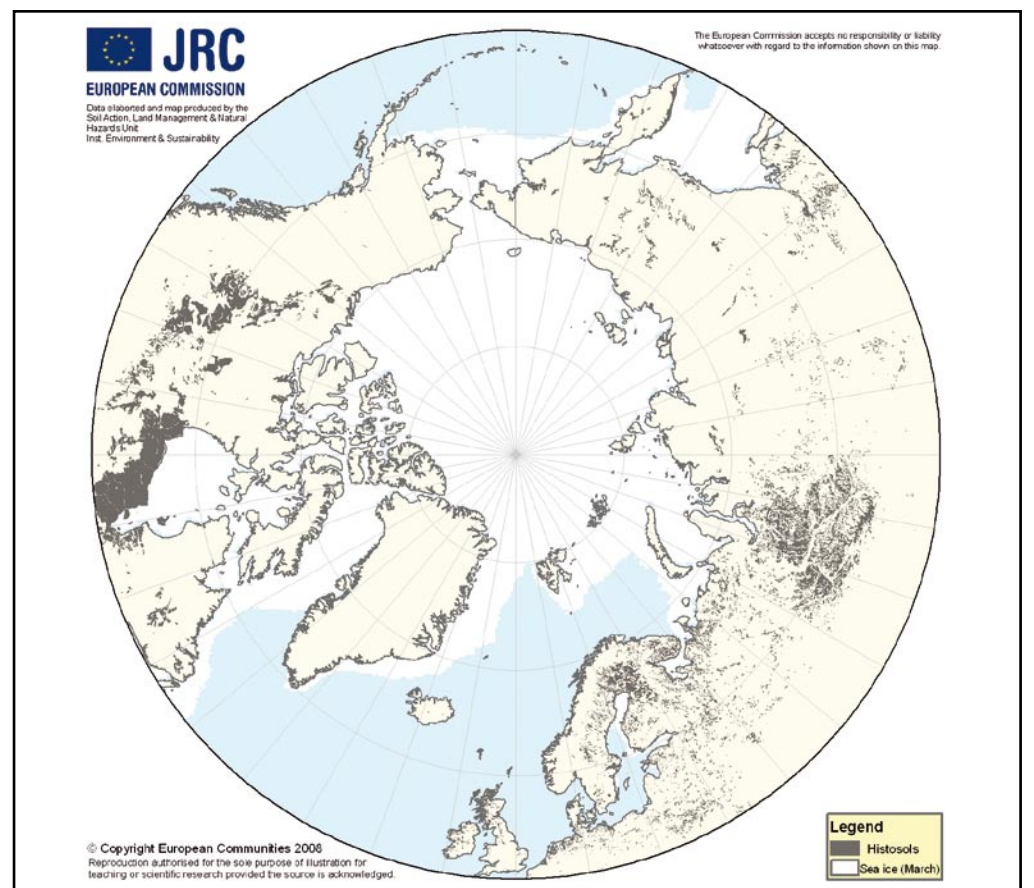 JRC
EUROPEAN COMMISSION
Data elaborated and map produced by the
Soil Action, Land Management & Natural
Hazards Unit
Inst. Environment & Sustainability
The European Commission accepts no responsibility or liability
whatsoever with regard to the information shown on this map.
© Copyright European Communities 2008
Reproduction authorised for the sole purpose of illustration for
teaching or scientific research provided the source is acknowledged.
Legend
Histosols
Sea ice (March)